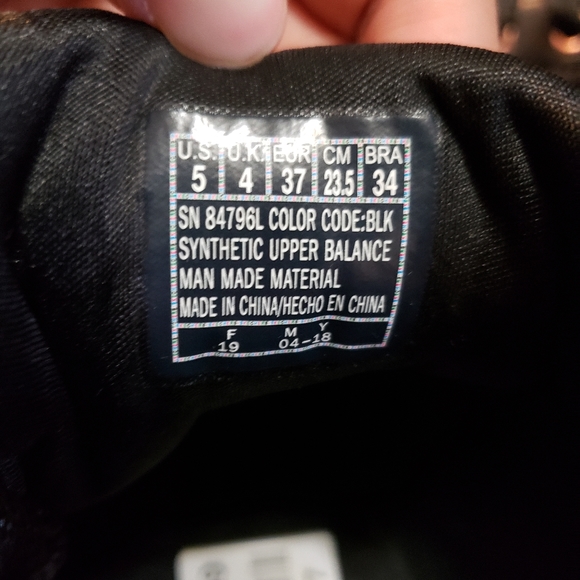 U.S. U.K. EUR CM BRA
5 4 37 23.5 34
SN 84796L COLOR CODE:BLK
SYNTHETIC UPPER BALANCE
MAN MADE MATERIAL
MADE IN CHINA/HECHO EN CHINA
F M Y
19 04-18